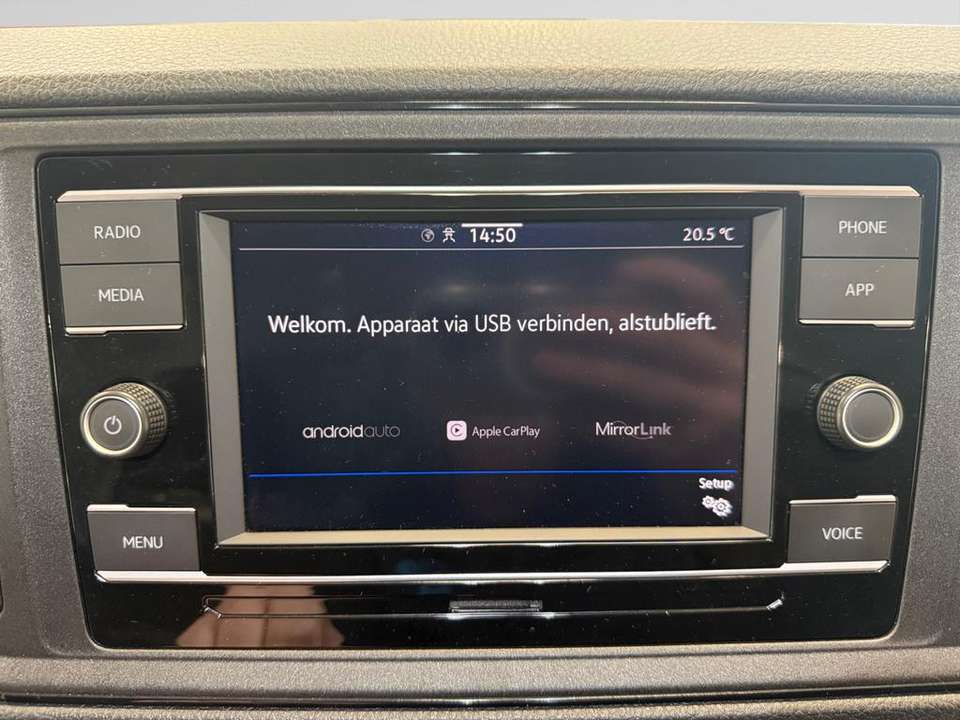 RADIO
MEDIA
MENU
14:50
20.5 °C
Welkom. Apparaat via USB verbinden, alstublieft.
androidauto
Apple CarPlay
MirrorLink
Setup
PHONE
APP
VOICE